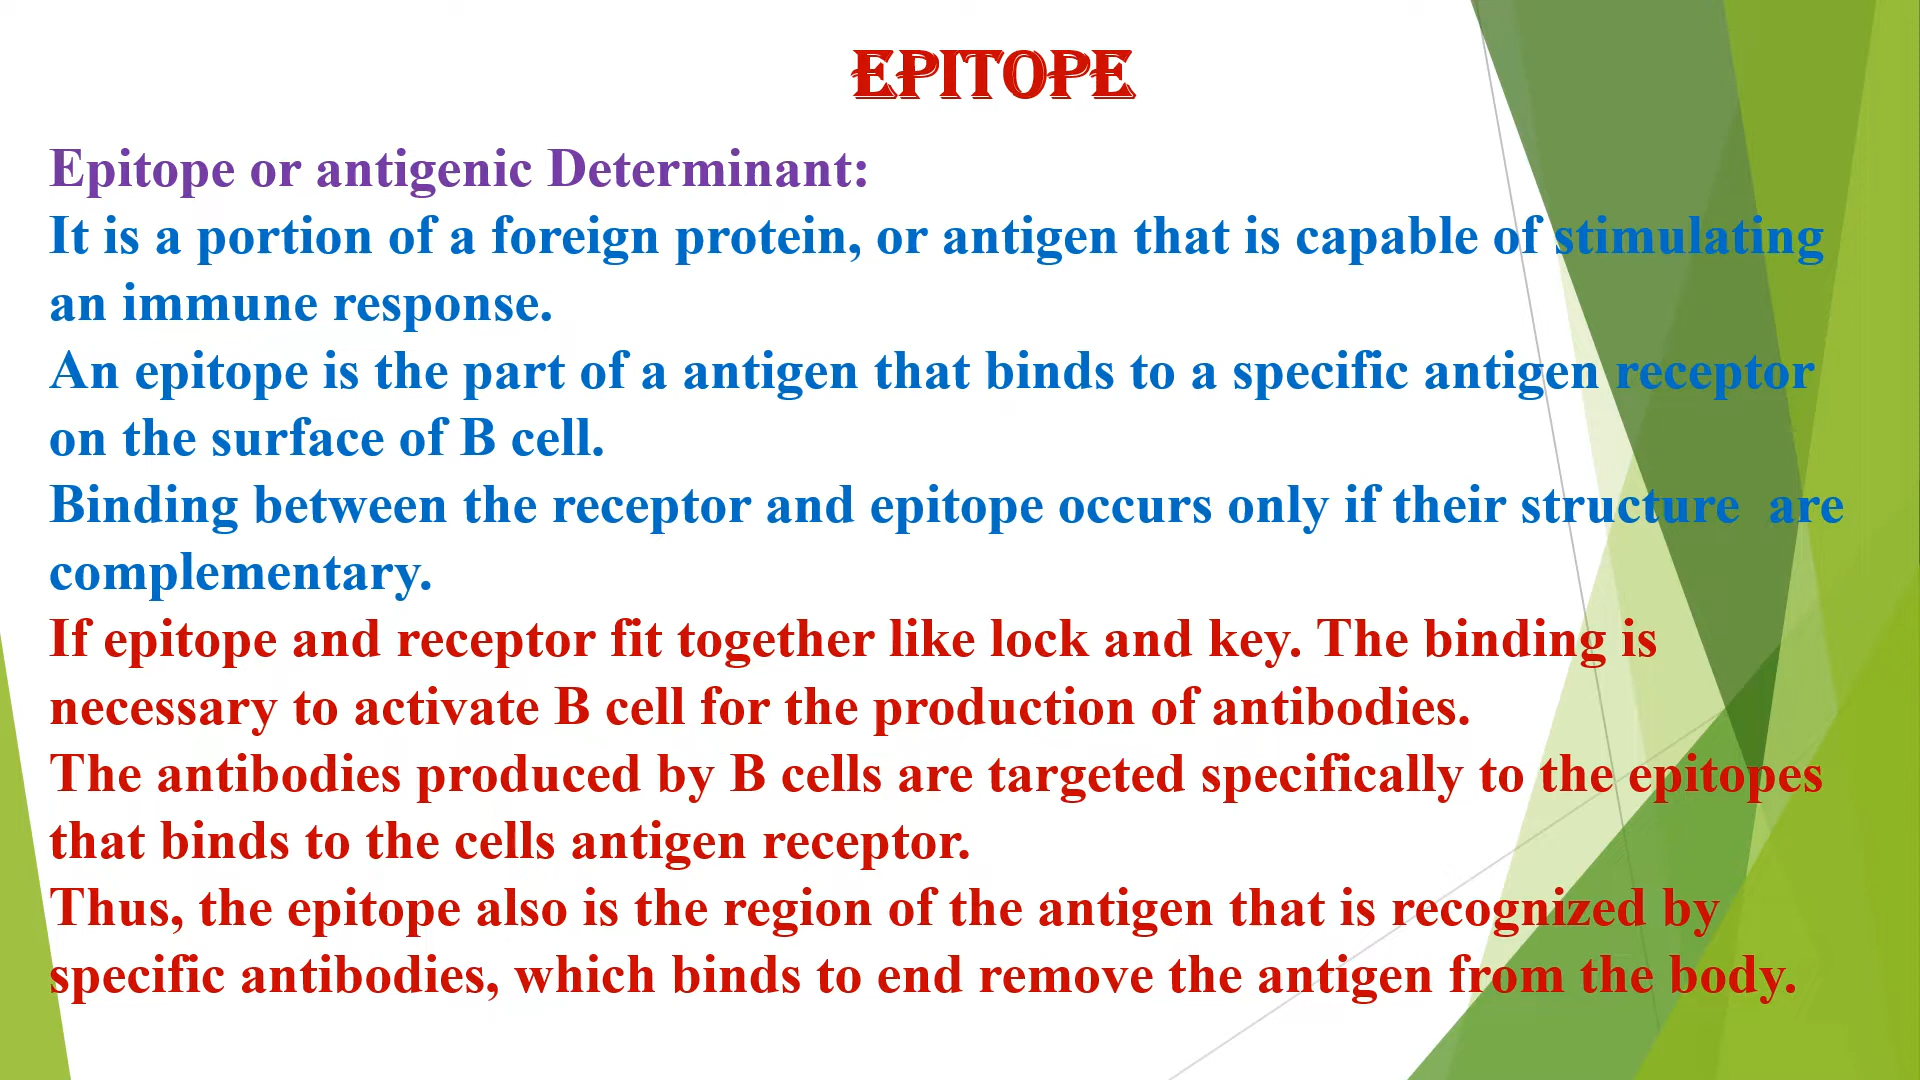 EPITOPE
Epitope or antigenic Determinant:
It is a portion of a foreign protein, or antigen that is capable of stimulating
an immune response.
An epitope is the part of a antigen that binds to a specific antigen receptor
on the surface of B cell.
Binding between the receptor and epitope occurs only if their structure  are
complementary.
If epitope and receptor fit together like lock and key. The binding is
necessary to activate B cell for the production of antibodies.
The antibodies produced by B cells are targeted specifically to the epitopes
that binds to the cells antigen receptor.
Thus, the epitope also is the region of the antigen that is recognized by
specific antibodies, which binds to end remove the antigen from the body.